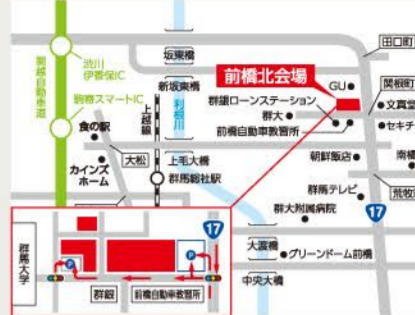 田口町
渋川
伊香保IC
坂東橋
関越自動車道
前橋北会場
GU
新坂東橋
関根町
駒寄スマートIC
群銀ローンステーション
上越線
利根川
文真堂
群大
食の駅
前橋自動車教習所
セキチ
大松
上毛大橋
朝鮮飯店
南橘
カインズ
ホーム
群馬総社駅
群馬テレビ
荒牧
群大附属病院
17
17
群馬大学
大渡橋
グリーンドーム前橋
P
P
中央大橋
群銀
前橋自動車教習所